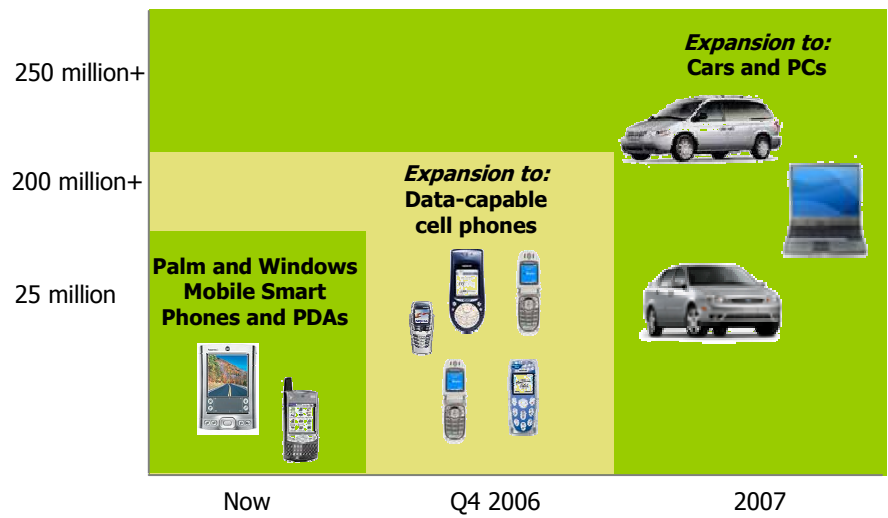 250 million+
200 million+
25 million
Palm and Windows
Mobile Smart
Phones and PDAs
Expansion to:
Data-capable
cell phones
Expansion to:
Cars and PCs
Now
Q4 2006
2007